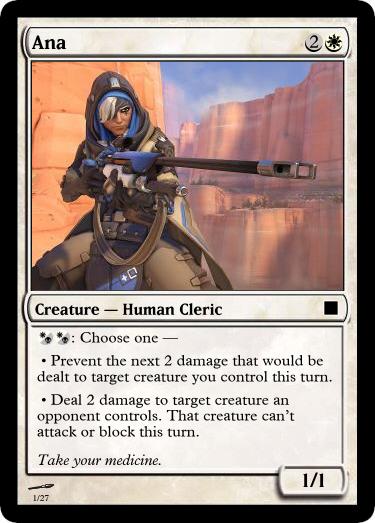 Ana 2
Creature — Human Cleric
: Choose one —
• Prevent the next 2 damage that would be
dealt to target creature you control this turn.
• Deal 2 damage to target creature an
opponent controls. That creature can't
attack or block this turn.
Take your medicine.
1/1
1/27